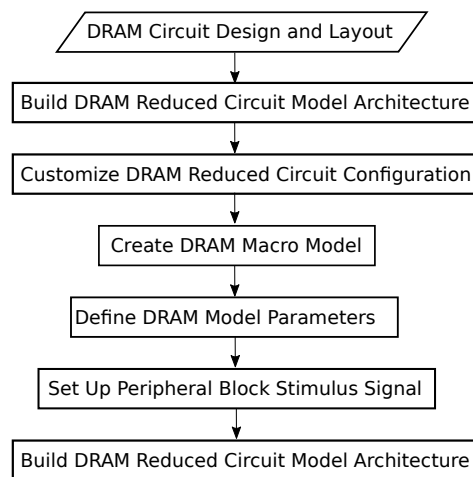 DRAM Circuit Design and Layout
Build DRAM Reduced Circuit Model Architecture
Customize DRAM Reduced Circuit Configuration
Create DRAM Macro Model
Define DRAM Model Parameters
Set Up Peripheral Block Stimulus Signal
Build DRAM Reduced Circuit Model Architecture